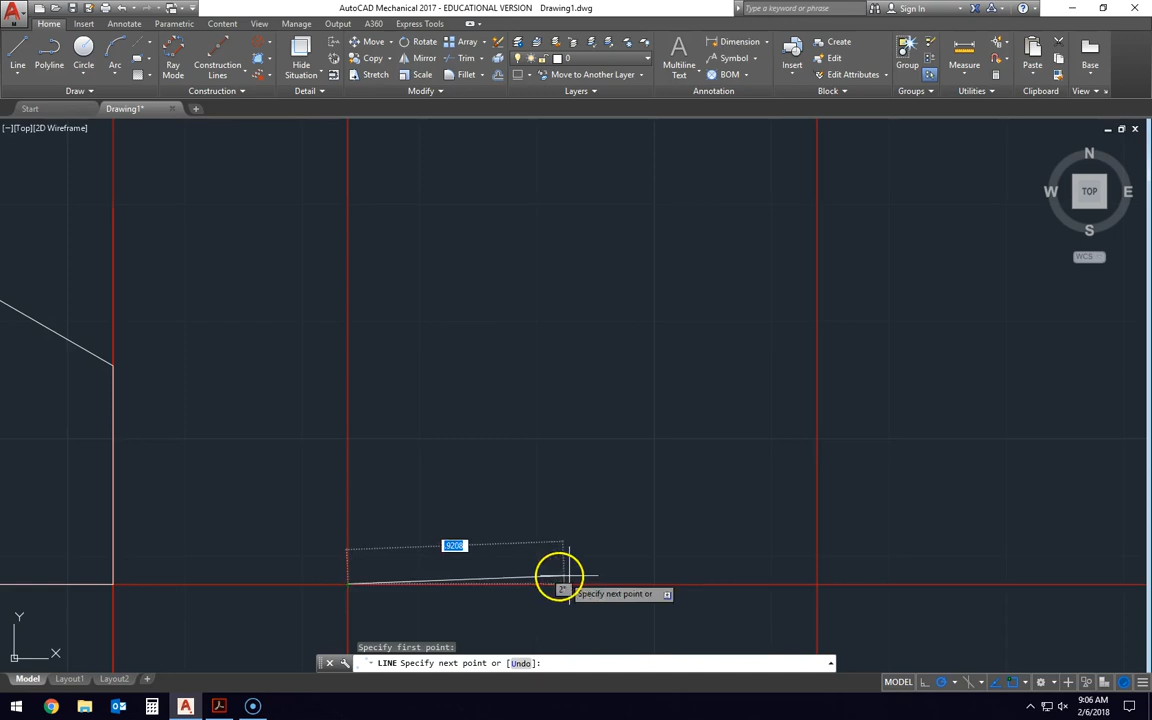 AutoCAD Mechanical 2017 - EDUCATIONAL VERSION Drawing1.dwg
Type a keyword or phrase
Sign In
Home Insert Annotate Parametric View Manage Output Content A360 Express Tools
Line Polyline Circle Arc
Ray Mode
Construction Lines
Detail Hide Situation
Move Rotate Array
Copy Mirror Trim
Stretch Scale Fillet
0
Move to Another Layer
Multiline Text
Dimension
Symbol
BOM
Insert
Create
Edit
Edit Attributes
Group
Measure
Paste
Base
Draw Construction Detail Modify Layers Annotation Block Groups Utilities Clipboard View
Start Drawing1*
[−][Top][2D Wireframe]
N
W TOP E
S
WCS
.9208
2°
Specify next point or
Y
X
Specify first point:
LINE Specify next point or [Undo]:
Model Layout1 Layout2 +
MODEL
9:06 AM
2/6/2018